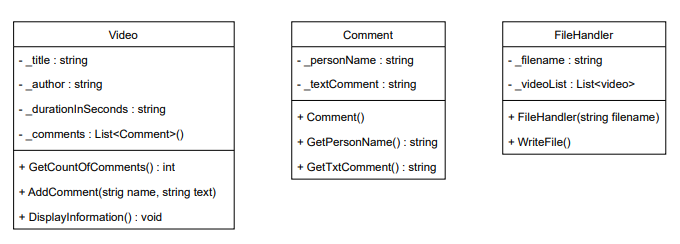 Video
- _title : string
- _author : string
- _durationInSeconds : string
- _comments : List<Comment>()
+ GetCountOfComments() : int
+ AddComment(strig name, string text)
+ DisplayInformation() : void
Comment
- _personName : string
- _textComment : string
+ Comment()
+ GetPersonName() : string
+ GetTxtComment() : string
FileHandler
- _filename : string
- _videoList : List<video>
+ FileHandler(string filename)
+ WriteFile()